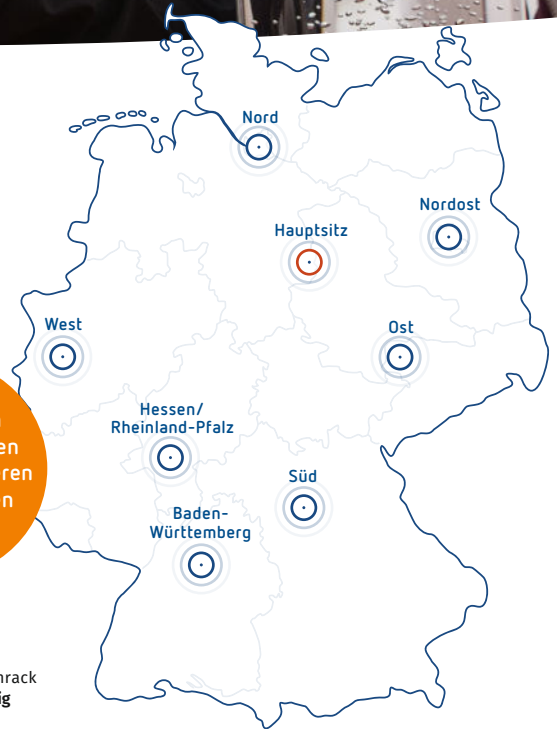 Nord
Nordost
Hauptsitz
West
Ost
Hessen/
Rheinland-Pfalz
Süd
Baden-
Württemberg